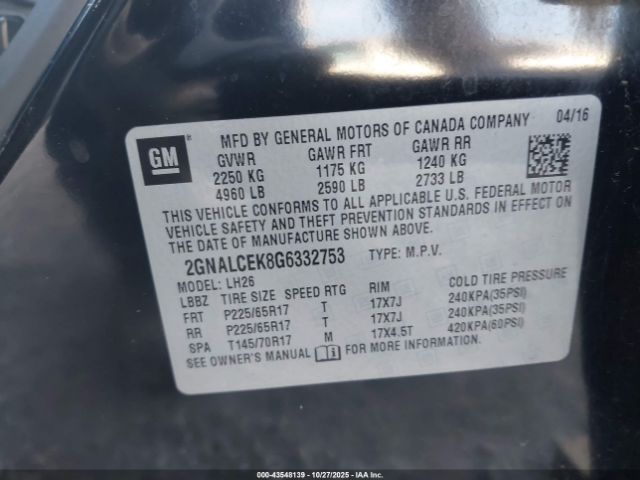 GM
MFD BY GENERAL MOTORS OF CANADA COMPANY 04/16
GVWR GAWR FRT GAWR RR
2250 KG 1175 KG 1240 KG
4960 LB 2590 LB 2733 LB
THIS VEHICLE CONFORMS TO ALL APPLICABLE U.S. FEDERAL MOTOR
VEHICLE SAFETY AND THEFT PREVENTION STANDARDS IN EFFECT ON
THE DATE OF MANUFACTURE SHOWN ABOVE.
2GNALCEK8G6332753 TYPE: M.P.V.
MODEL: LH26
LBBZ TIRE SIZE SPEED RTG RIM COLD TIRE PRESSURE
FRT P225/65R17 T 17X7J 240KPA(35PSI)
RR P225/65R17 T 17X7J 240KPA(35PSI)
SPA T145/70R17 M 17X4.5T 420KPA(60PSI)
SEE OWNER'S MANUAL FOR MORE INFORMATION.
000-43548139 - 10/27/2025 - IAAI.COM